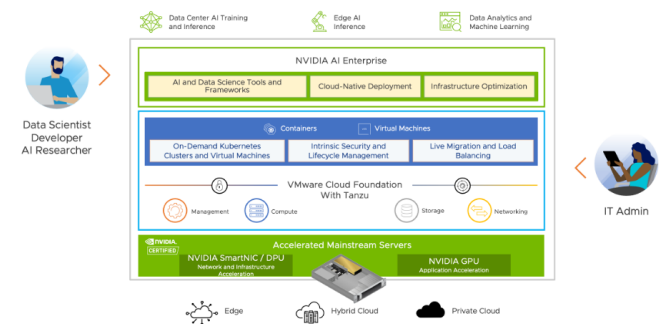 Data Center AI Training
and Inference
Edge AI
Inference
Data Analytics and
Machine Learning
NVIDIA AI Enterprise
AI and Data Science Tools and
Frameworks
Cloud-Native Deployment
Infrastructure Optimization
Data Scientist
Developer
AI Researcher
Containers
Virtual Machines
On-Demand Kubernetes
Clusters and Virtual Machines
Intrinsic Security and
Lifecycle Management
Live Migration and Load
Balancing
VMware Cloud Foundation
With Tanzu
Management
Compute
Storage
Networking
IT Admin
NVIDIA
CERTIFIED
Accelerated Mainstream Servers
NVIDIA SmartNIC / DPU
Network and Infrastructure
Acceleration
NVIDIA GPU
Application Acceleration
Edge
Hybrid Cloud
Private Cloud